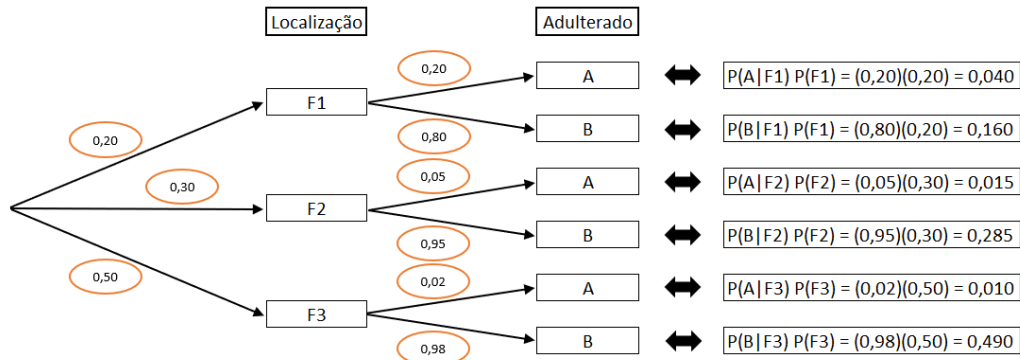 Localização Adulterado
0,20 A P(A|F1) P(F1) = (0,20)(0,20) = 0,040
F1
0,20 0,80 B P(B|F1) P(F1) = (0,80)(0,20) = 0,160
0,30 0,05 A P(A|F2) P(F2) = (0,05)(0,30) = 0,015
F2
0,95 B P(B|F2) P(F2) = (0,95)(0,30) = 0,285
0,50 0,02 A P(A|F3) P(F3) = (0,02)(0,50) = 0,010
F3
0,98 B P(B|F3) P(F3) = (0,98)(0,50) = 0,490